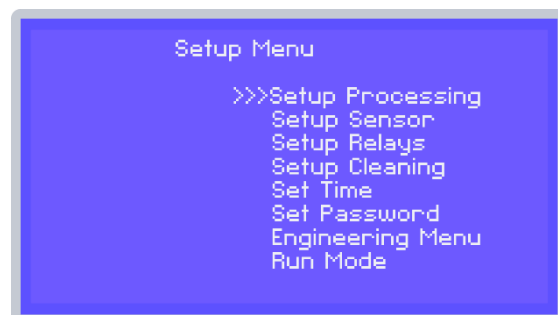 Setup Menu
>>>Setup Processing
Setup Sensor
Setup Relays
Setup Cleaning
Set Time
Set Password
Engineering Menu
Run Mode